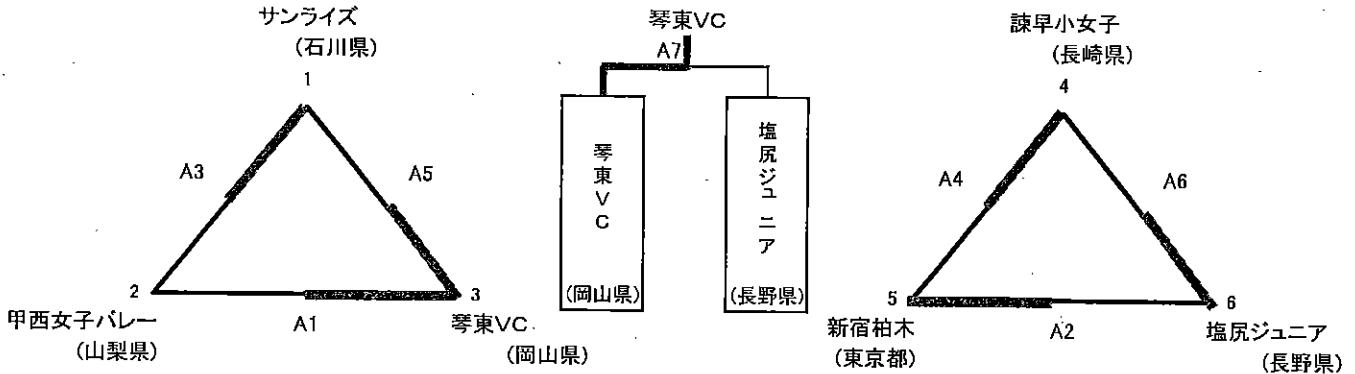 サンライズ
(石川県)
1
A3
A5
2
3
甲西女子バレー
(山梨県)
A1
琴東VC
(岡山県)
琴東VC
A7
琴東VC
(岡山県)
塩尻ジュニア
(長野県)
諫早小女子
(長崎県)
4
A4
A6
5
6
新宿柏木
(東京都)
A2
塩尻ジュニア
(長野県)